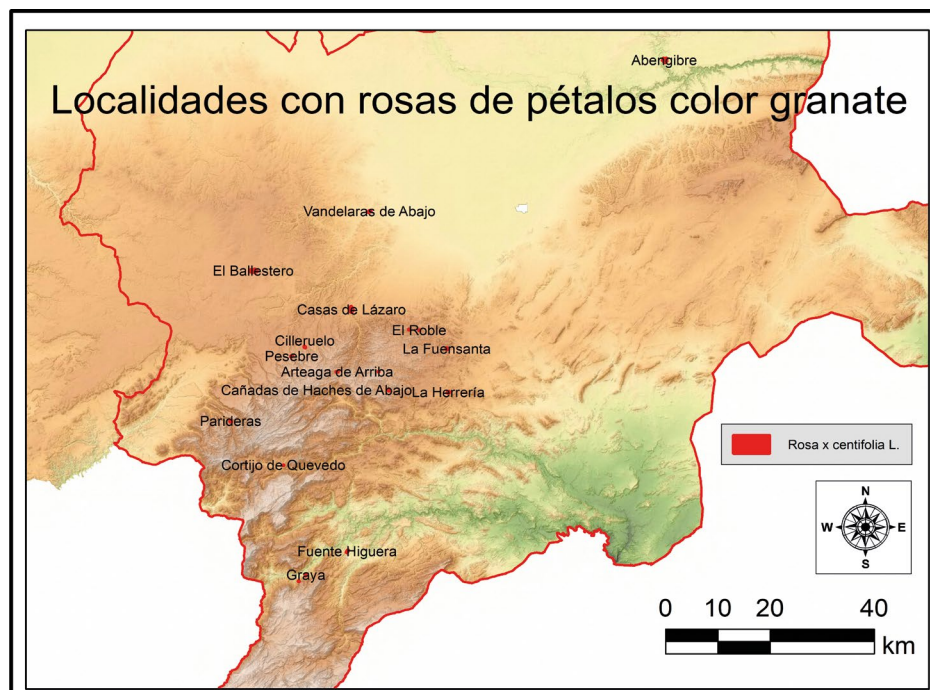 Abengibre
Localidades con rosas de pétalos color granate
Vandelaras de Abajo
El Ballestero
Casas de Lázaro
El Roble
Cilleruelo
La Fuensanta
Pesebre
Arteaga de Arriba
Cañadas de Haches de Abajo
La Herrería
Parideras
Rosa x centifolia L.
Cortijo de Quevedo
N
W E
S
Fuente Higuera
Graya
0 10 20 40
km